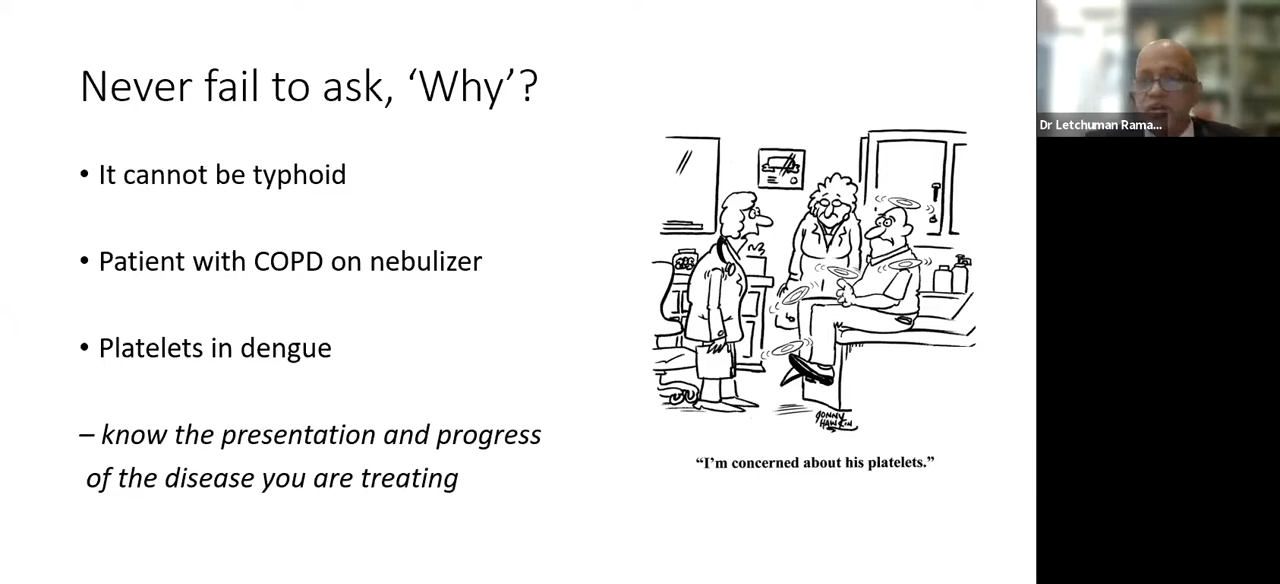 Never fail to ask, ‘Why’?
• It cannot be typhoid
• Patient with COPD on nebulizer
• Platelets in dengue
– know the presentation and progress
of the disease you are treating
JONNY
HAWKIN
“I’m concerned about his platelets.”
Dr Letchuman Rama...